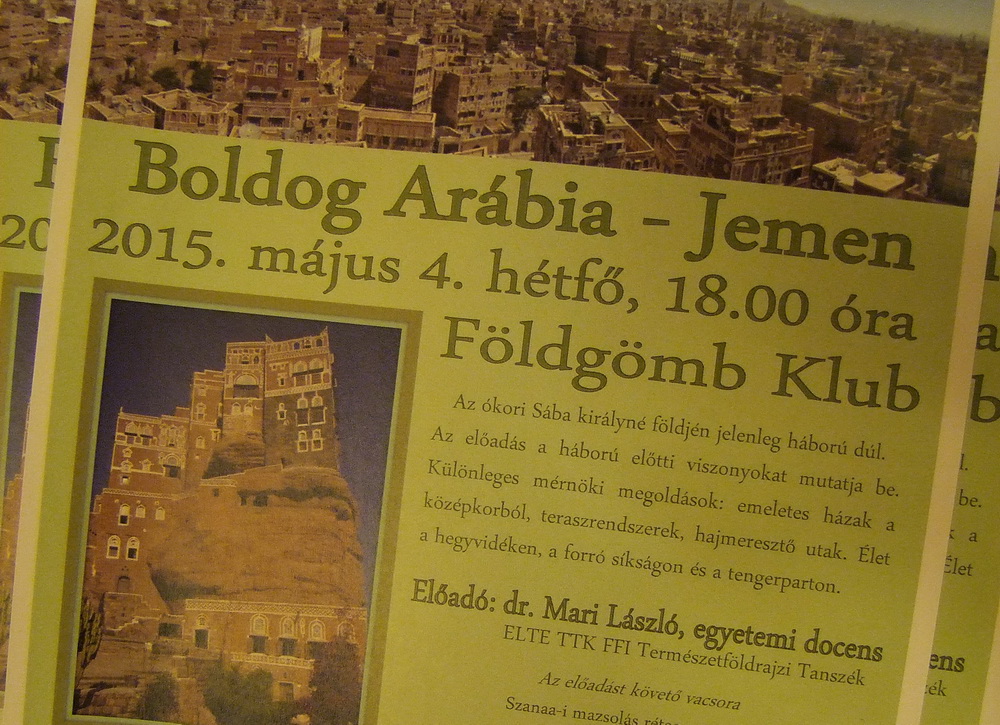 Boldog Arábia - Jemen
2015. május 4. hétfő, 18.00 óra
Földgömb Klub
Az ókori Sába királyné földjén jelenleg háború dúl.
Az előadás a háború előtti viszonyokat mutatja be.
Különleges mérnöki megoldások: emeletes házak a
középkorból, teraszrendszerek, hajmeresztő utak. Élet
a hegyvidéken, a forró síkságon és a tengerparton.
Előadó: dr. Mari László, egyetemi docens
ELTE TTK FFI Természetföldrajzi Tanszék
Az előadást követő vacsora
Szanaa-i mazsolás